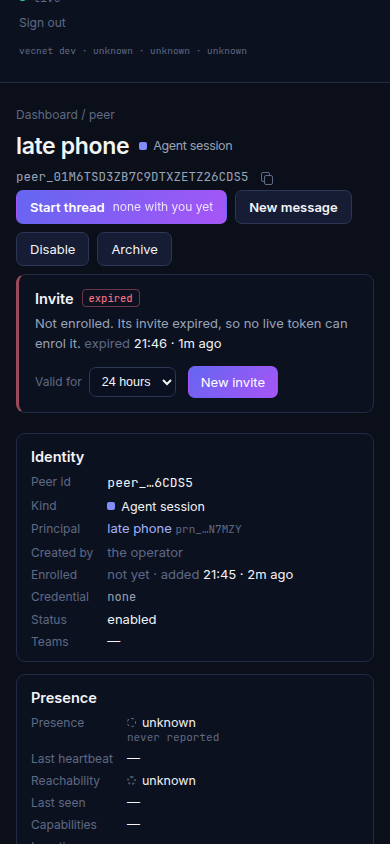 Sign out
vecnet dev · unknown · unknown · unknown
Dashboard / peer
late phone Agent session
peer_01M6TSD3ZB7C9DTXZETZ26CDS5
Start thread none with you yet New message
Disable Archive
Invite expired
Not enrolled. Its invite expired, so no live token can
enrol it. expired 21:46 · 1m ago
Valid for 24 hours New invite
Identity
Peer id peer_…6CDS5
Kind Agent session
Principal late phone prn_…N7MZY
Created by the operator
Enrolled not yet · added 21:45 · 2m ago
Credential none
Status enabled
Teams —
Presence
Presence unknown
never reported
Last heartbeat —
Reachability unknown
Last seen —
Capabilities —